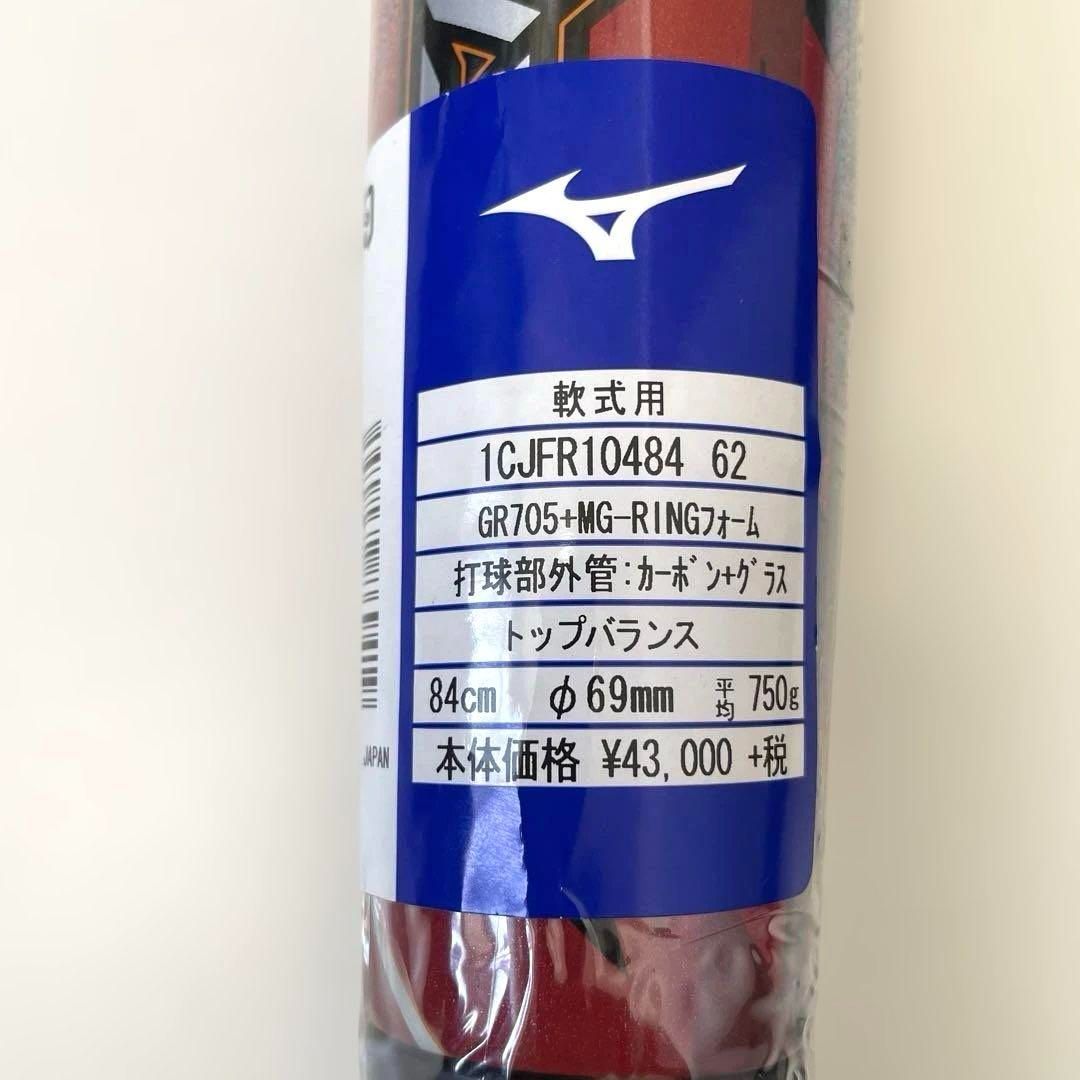 軟式用
1CJFR10484 62
GR705+MG-RINGフォーム
打球部外管:カーボン+グラス
トップバランス
84cm φ69mm 平均 750g
本体価格 ¥43,000 +税
JAPAN